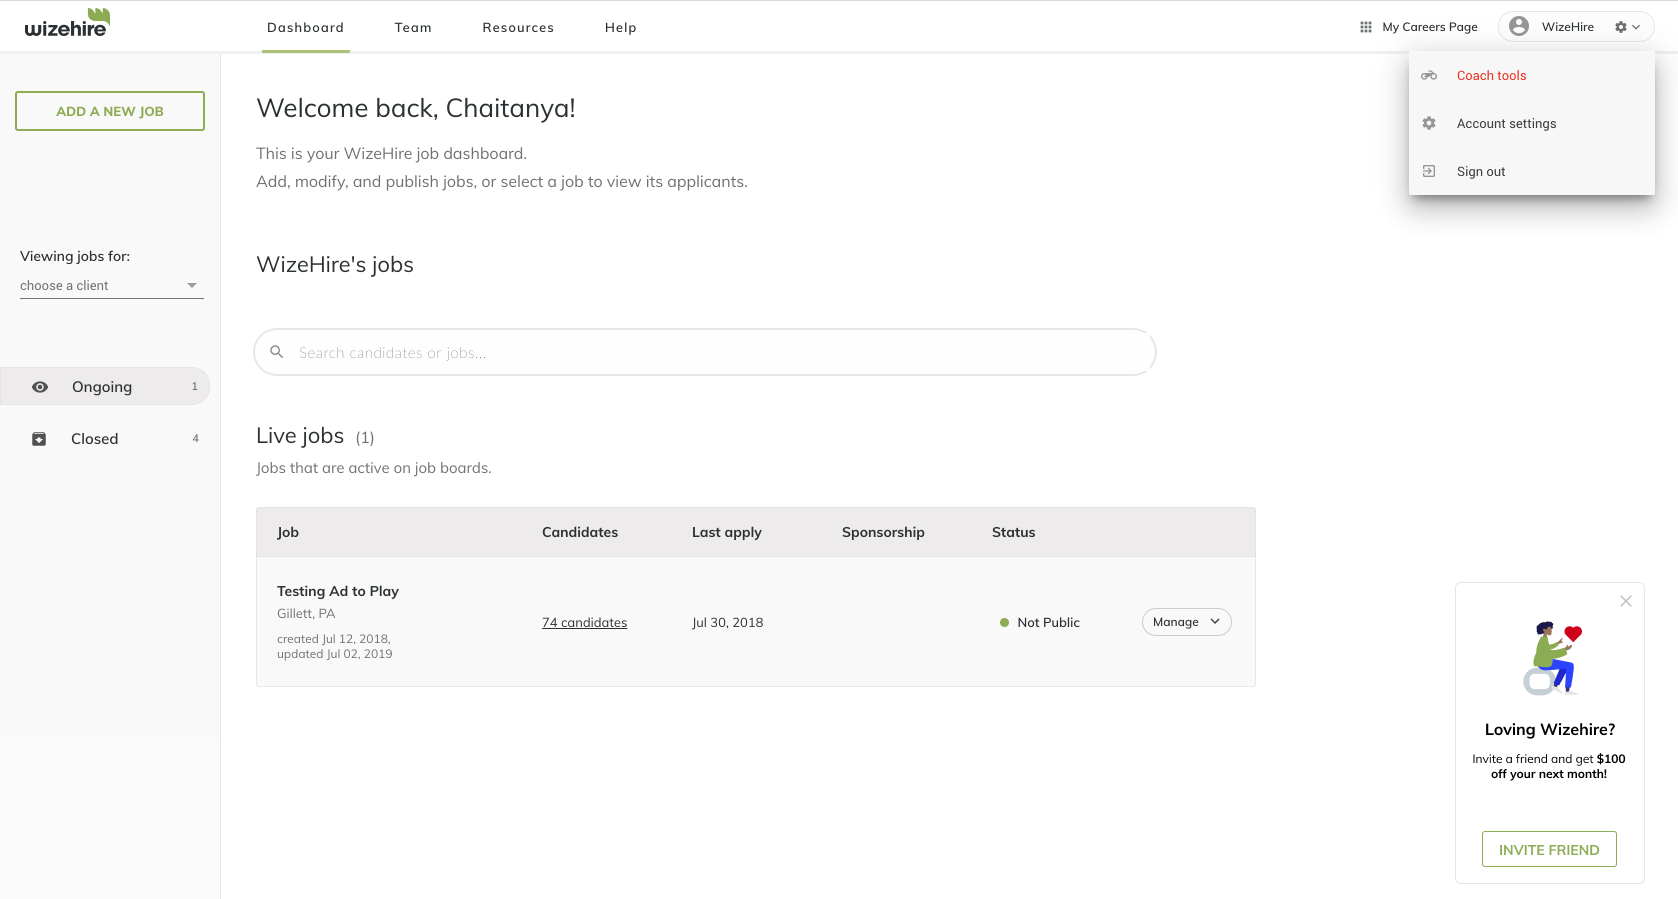 wizehire
Dashboard
Team
Resources
Help
My Careers Page
WizeHire
Coach tools
Account settings
Sign out
ADD A NEW JOB
Viewing jobs for:
choose a client
Ongoing 1
Closed 4
Welcome back, Chaitanya!
This is your WizeHire job dashboard.
Add, modify, and publish jobs, or select a job to view its applicants.
WizeHire's jobs
Search candidates or jobs...
Live jobs (1)
Jobs that are active on job boards.
Job Candidates Last apply Sponsorship Status
Testing Ad to Play
Gillett, PA
created Jul 12, 2018,
updated Jul 02, 2019
74 candidates
Jul 30, 2018
Not Public
Manage
Loving Wizehire?
Invite a friend and get $100
off your next month!
INVITE FRIEND